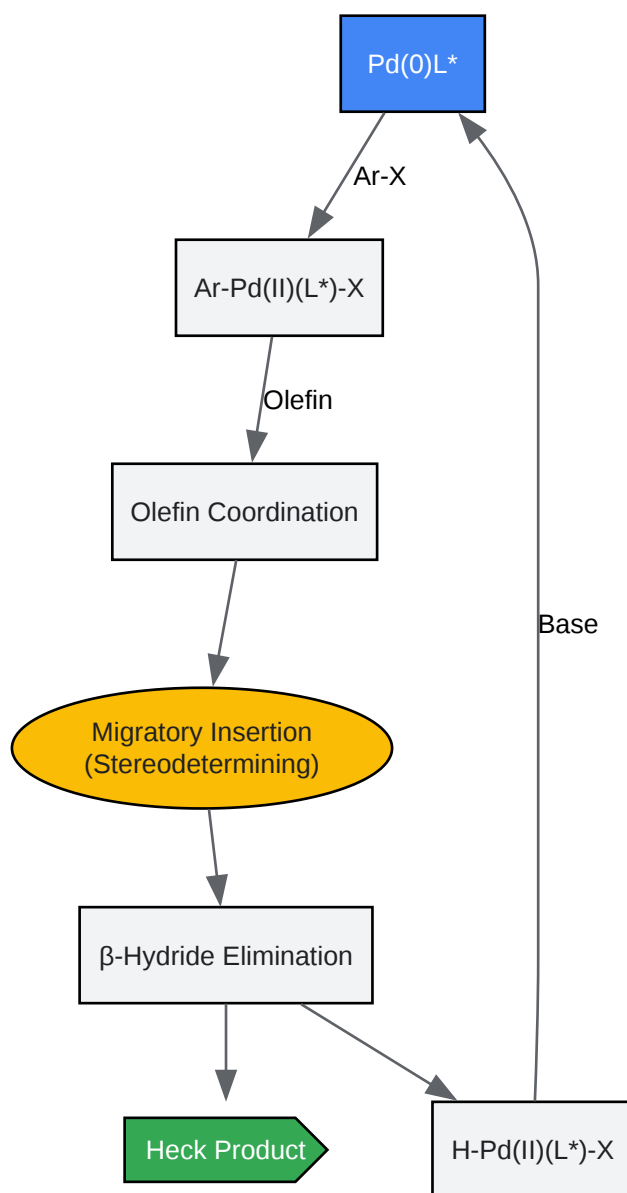 Pd(0)L*
Ar-X
Ar-Pd(II)(L*)-X
Olefin
Olefin Coordination
Base
Migratory Insertion
(Stereodetermining)
β-Hydride Elimination
Heck Product
H-Pd(II)(L*)-X